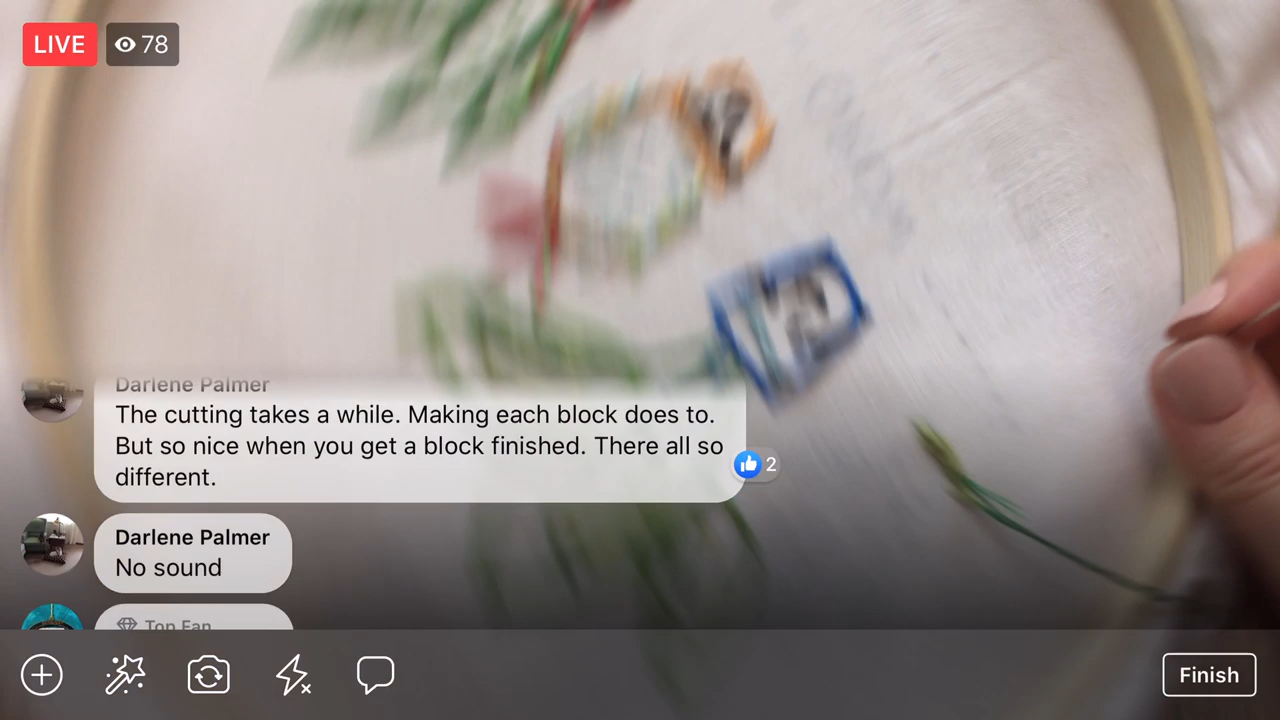 LIVE
78
Darlene Palmer
The cutting takes a while. Making each block does to.
But so nice when you get a block finished. There all so
different.
2
Darlene Palmer
No sound
Top Fan
Finish